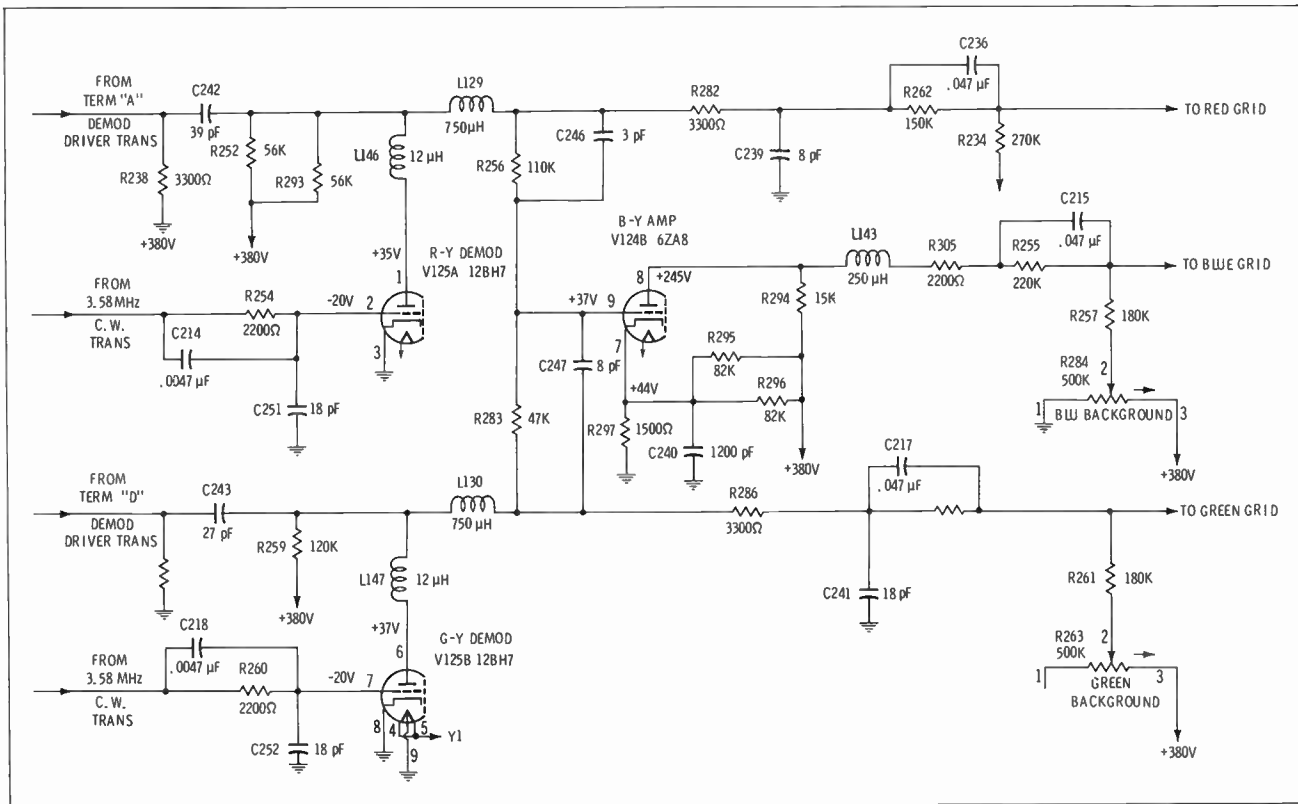 FROM
TERM "A"
DEMOD
DRIVER TRANS
C242
39 pF
R238
3300Ω
+380V
R252
56K
R293
56K
+380V
L146
12 µH
L129
750µH
C246
3 pF
R256
110K
R282
3300Ω
C239
8 pF
C236
.047 µF
R262
150K
R234
270K
TO RED GRID
+35V
1
R-Y DEMOD
V125A 12BH7
FROM
3.58 MHz
C.W.
TRANS
R254
2200Ω
C214
.0047 µF
-20V
2
3
C251
18 pF
B-Y AMP
V124B 6ZA8
8
+245V
+37V
9
7
+44V
C247
8 pF
R283
47K
R297
1500Ω
C240
1200 pF
R295
82K
R296
82K
R294
15K
+380V
L143
250 µH
R305
2200Ω
C215
.047 µF
R255
220K
TO BLUE GRID
R257
180K
R284
500K
2
1
BLU BACKGROUND
3
+380V
FROM
TERM "D"
DEMOD
DRIVER TRANS
C243
27 pF
R259
120K
+380V
L130
750 µH
L147
12 µH
+37V
6
G-Y DEMOD
V125B 12BH7
R286
3300Ω
C217
.047 µF
C241
18 pF
TO GREEN GRID
R261
180K
R263
500K
2
1
3
GREEN
BACKGROUND
+380V
FROM
3.58 MHz
C.W.
TRANS
C218
.0047 µF
R260
2200Ω
-20V
7
8
4
5
Y1
9
C252
18 pF